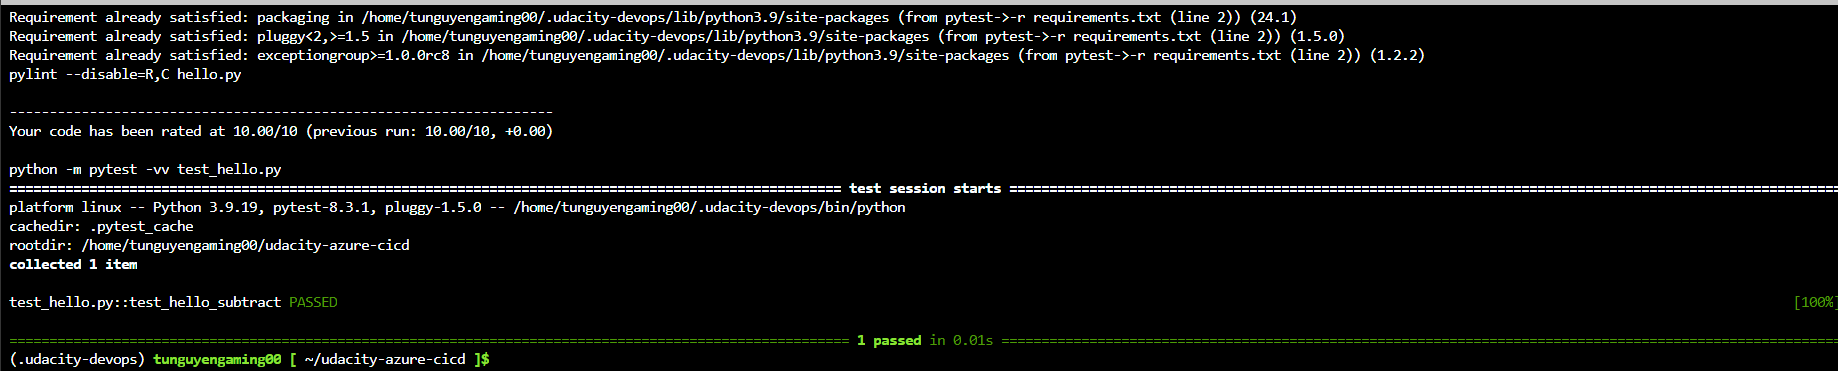 Requirement already satisfied: packaging in /home/tunguyengaming00/.udacity-devops/lib/python3.9/site-packages (from pytest->-r requirements.txt (line 2)) (24.1)
Requirement already satisfied: pluggy<2,>=1.5 in /home/tunguyengaming00/.udacity-devops/lib/python3.9/site-packages (from pytest->-r requirements.txt (line 2)) (1.5.0)
Requirement already satisfied: exceptiongroup>=1.0.0rc8 in /home/tunguyengaming00/.udacity-devops/lib/python3.9/site-packages (from pytest->-r requirements.txt (line 2)) (1.2.2)
pylint --disable=R,C hello.py
--------------------------------------------------------------------
Your code has been rated at 10.00/10 (previous run: 10.00/10, +0.00)
python -m pytest -vv test_hello.py
======================================================================================================== test session starts ========================================================================================================
platform linux -- Python 3.9.19, pytest-8.3.1, pluggy-1.5.0 -- /home/tunguyengaming00/.udacity-devops/bin/python
cachedir: .pytest_cache
rootdir: /home/tunguyengaming00/udacity-azure-cicd
collected 1 item
test_hello.py::test_hello_subtract PASSED [100%]
========================================================================================================= 1 passed in 0.01s =========================================================================================================
(.udacity-devops) tunguyengaming00 [ ~/udacity-azure-cicd ]$